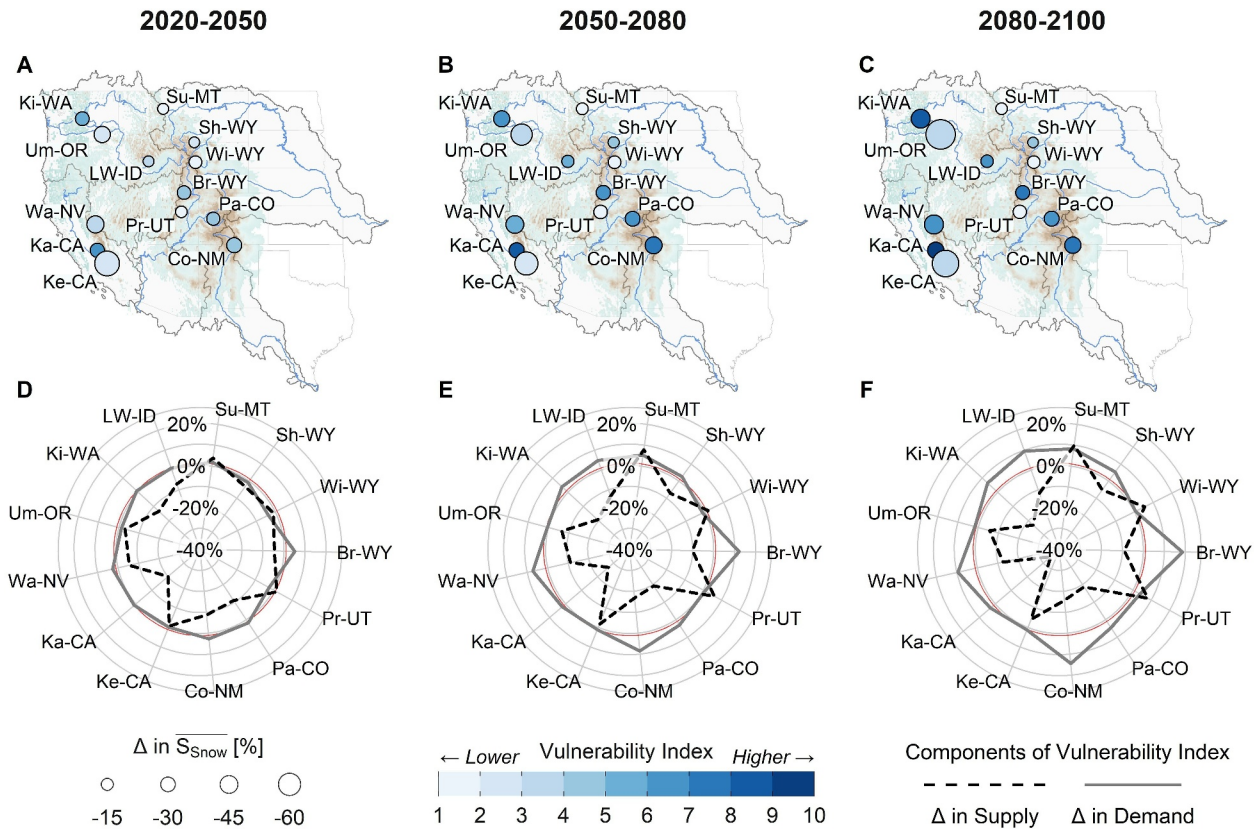 2020-2050 2050-2080 2080-2100
A B C
Ki-WA Su-MT Ki-WA Su-MT Ki-WA Su-MT
Sh-WY Sh-WY Sh-WY
Um-OR Wi-WY Um-OR Wi-WY Um-OR Wi-WY
LW-ID LW-ID LW-ID
Br-WY Br-WY Br-WY
Wa-NV Pa-CO Wa-NV Pa-CO Wa-NV Pa-CO
Pr-UT Pr-UT Pr-UT
Ka-CA Ka-CA Ka-CA
Co-NM Co-NM Co-NM
Ke-CA Ke-CA Ke-CA
D
LW-ID Su-MT
20%
Ki-WA Sh-WY
0%
Um-OR Wi-WY
-20%
-40% Br-WY
Wa-NV
Ka-CA Pr-UT
Ke-CA Pa-CO
Co-NM
E
LW-ID Su-MT
20%
Ki-WA Sh-WY
0%
Um-OR Wi-WY
-20%
-40% Br-WY
Wa-NV
Ka-CA Pr-UT
Ke-CA Pa-CO
Co-NM
F
LW-ID Su-MT
20%
Ki-WA Sh-WY
0%
Um-OR Wi-WY
-20%
-40% Br-WY
Wa-NV
Ka-CA Pr-UT
Ke-CA Pa-CO
Co-NM
Δ in S_Snow [%]
-15 -30 -45 -60
← Lower Vulnerability Index Higher →
1 2 3 4 5 6 7 8 9 10
Components of Vulnerability Index
Δ in Supply Δ in Demand